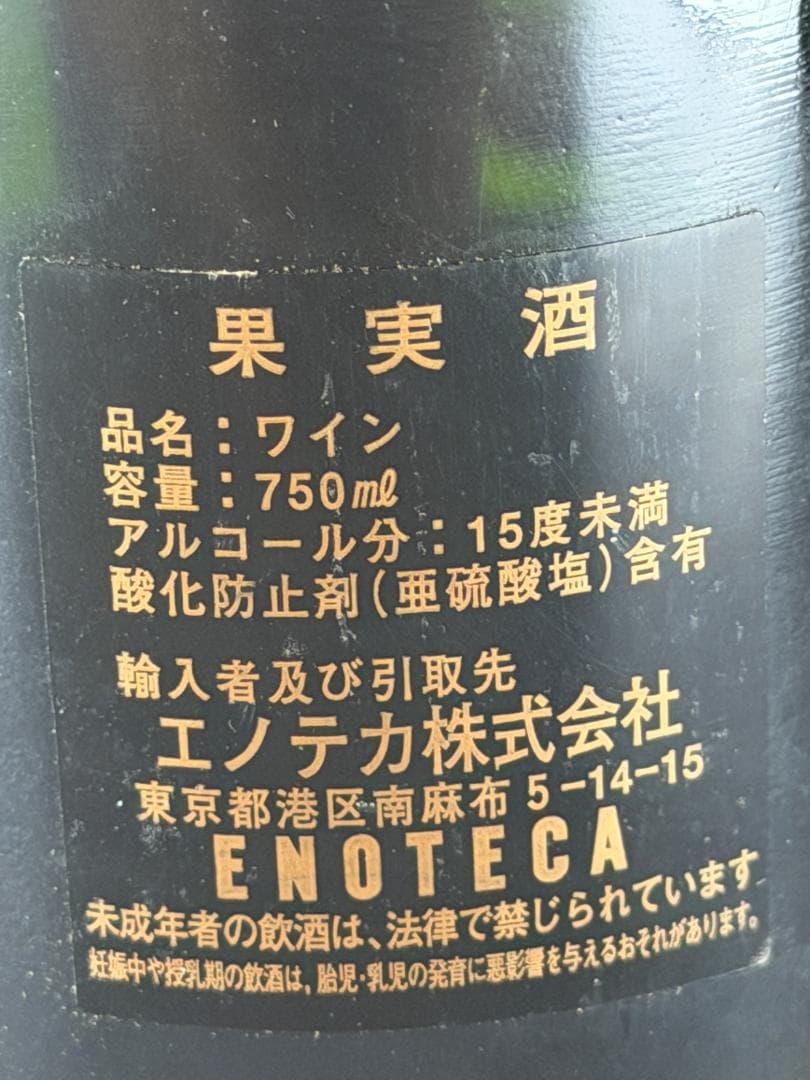 果実酒
品名：ワイン
容量：750㎖
アルコール分：15度未満
酸化防止剤(亜硫酸塩)含有
輸入者及び引取先
エノテカ株式会社
東京都港区南麻布5-14-15
ENOTECA
未成年者の飲酒は、法律で禁じられています
妊娠中や授乳期の飲酒は，胎児・乳児の発育に悪影響を与えるおそれがあります。